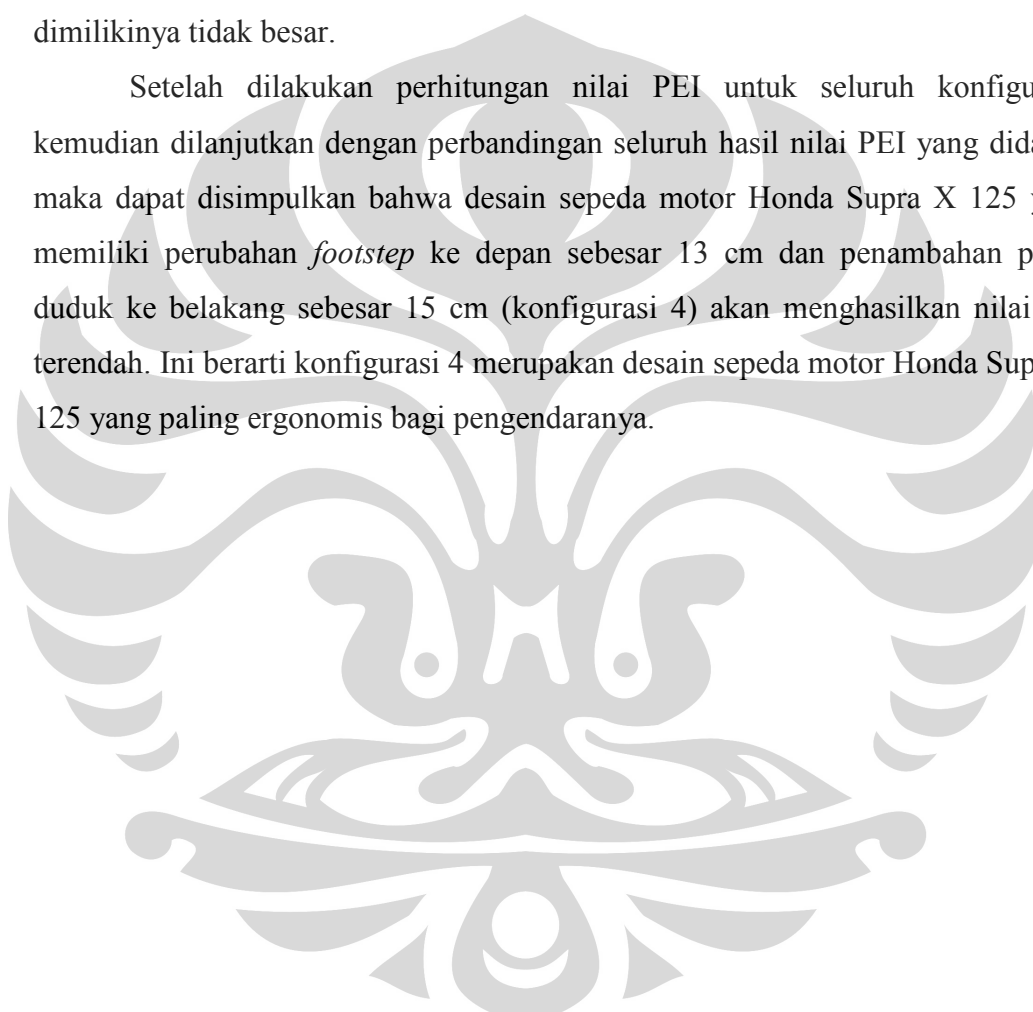 dimilikinya tidak besar.
Setelah dilakukan perhitungan nilai PEI untuk seluruh
kemudian dilanjutkan dengan perbandingan seluruh hasil nilai PEI yang
maka dapat disimpulkan bahwa desain sepeda motor Honda Supra X 125
memiliki perubahan footstep ke depan sebesar 13 cm dan penambahan
duduk ke belakang sebesar 15 cm (konfigurasi 4) akan menghasilkan nilai
terendah. Ini berarti konfigurasi 4 merupakan desain sepeda motor Honda
125 yang paling ergonomis bagi pengendaranya.